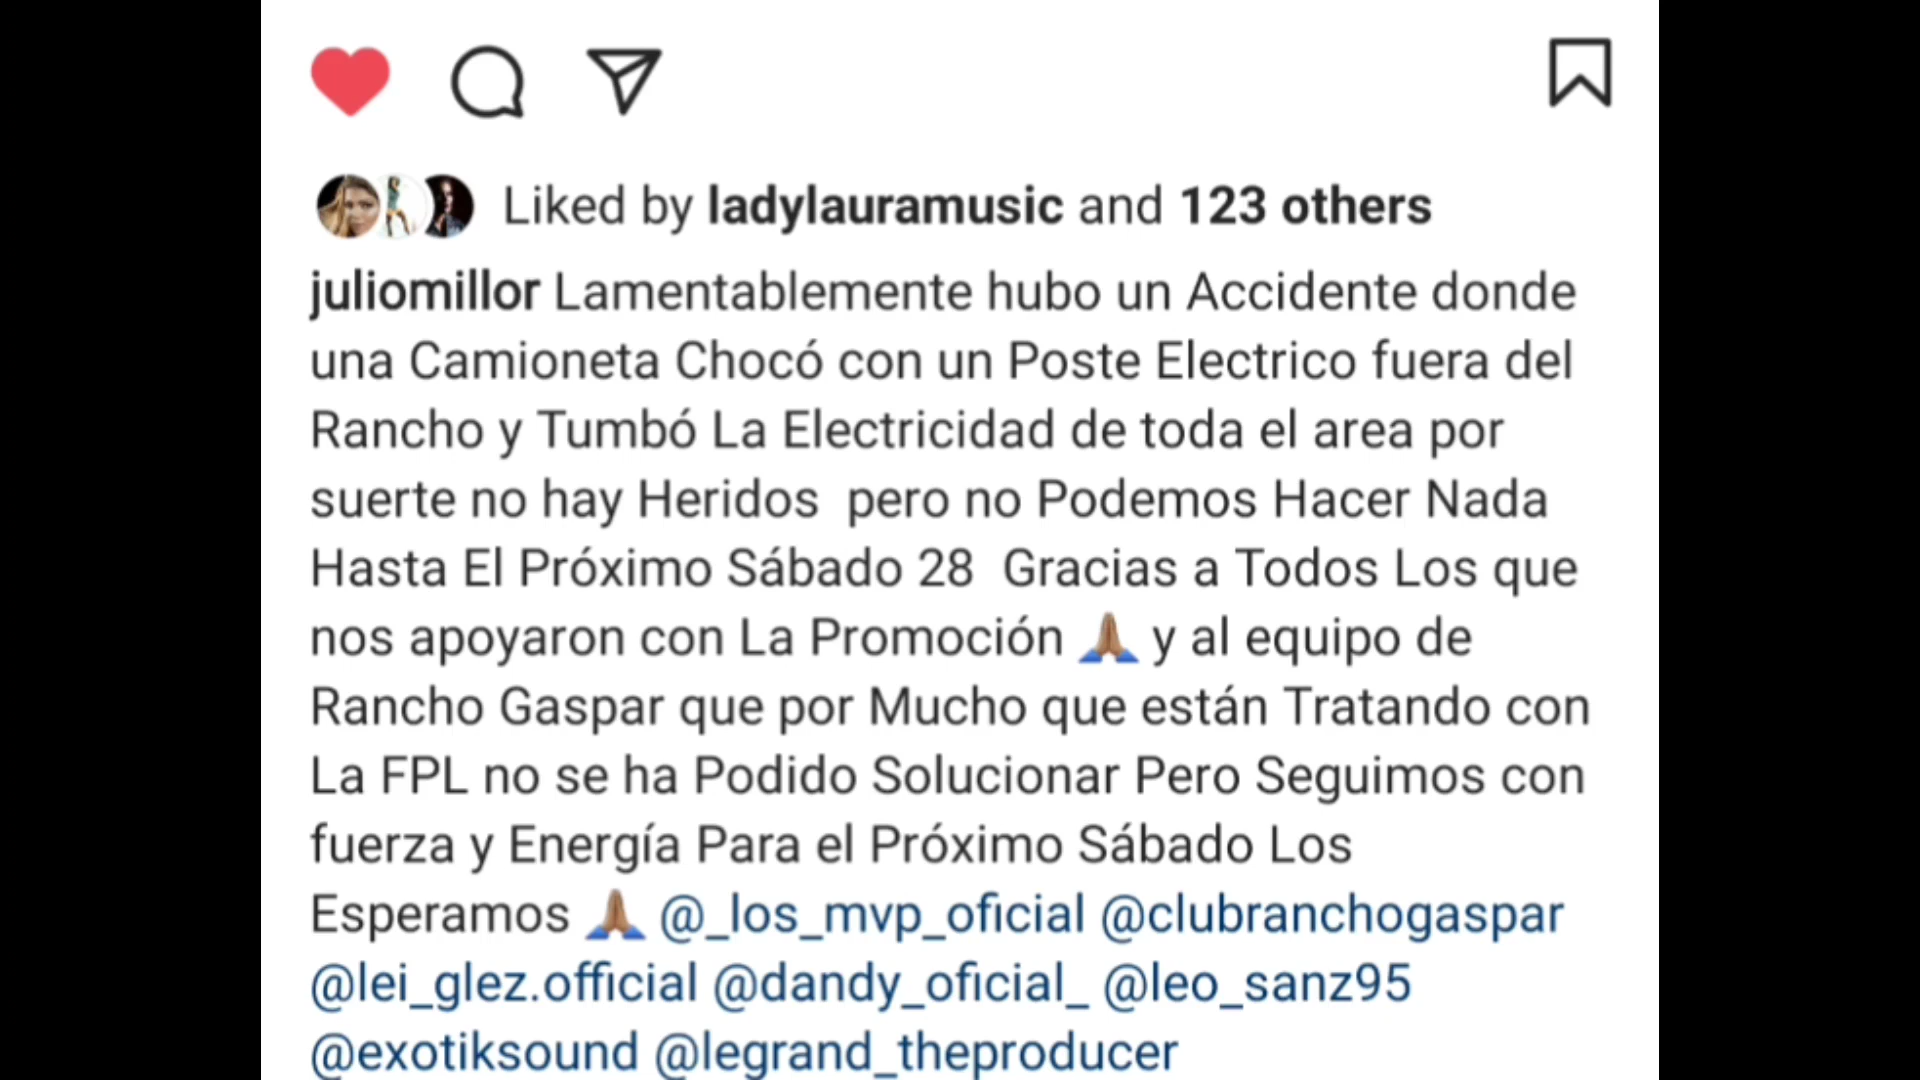 Liked by ladylauramusic and 123 others
juliomillor Lamentablemente hubo un Accidente donde
una Camioneta Chocó con un Poste Electrico fuera del
Rancho y Tumbó La Electricidad de toda el area por
suerte no hay Heridos  pero no Podemos Hacer Nada
Hasta El Próximo Sábado 28  Gracias a Todos Los que
nos apoyaron con La Promoción 🙏🏽 y al equipo de
Rancho Gaspar que por Mucho que están Tratando con
La FPL no se ha Podido Solucionar Pero Seguimos con
fuerza y Energía Para el Próximo Sábado Los
Esperamos 🙏🏽 @_los_mvp_oficial @clubranchogaspar
@lei_glez.official @dandy_oficial_ @leo_sanz95
@exotiksound @legrand_theproducer